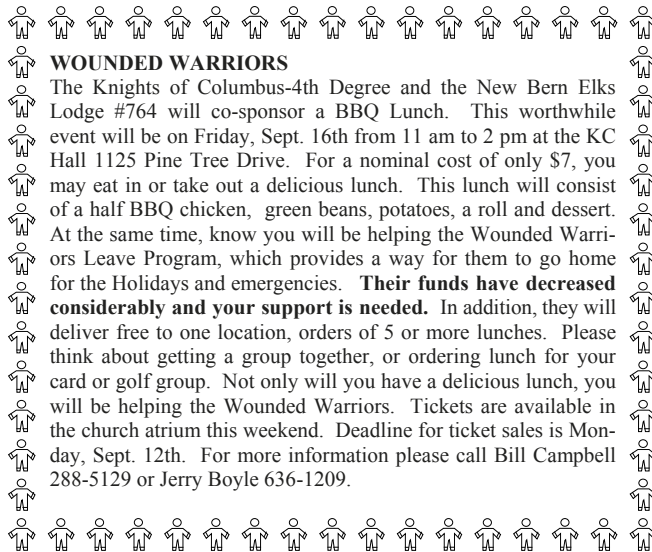 WOUNDED WARRIORS
The Knights of Columbus-4th Degree and the New Bern Elks
Lodge #764 will co-sponsor a BBQ Lunch. This worthwhile
event will be on Friday, Sept. 16th from 11 am to 2 pm at the KC
Hall 1125 Pine Tree Drive. For a nominal cost of only $7, you
may eat in or take out a delicious lunch. This lunch will consist
of a half BBQ chicken, green beans, potatoes, a roll and dessert.
At the same time, know you will be helping the Wounded Warri-
ors Leave Program, which provides a way for them to go home
for the Holidays and emergencies. Their funds have decreased
considerably and your support is needed. In addition, they will
deliver free to one location, orders of 5 or more lunches. Please
think about getting a group together, or ordering lunch for your
card or golf group. Not only will you have a delicious lunch, you
will be helping the Wounded Warriors. Tickets are available in
the church atrium this weekend. Deadline for ticket sales is Mon-
day, Sept. 12th. For more information please call Bill Campbell
288-5129 or Jerry Boyle 636-1209.